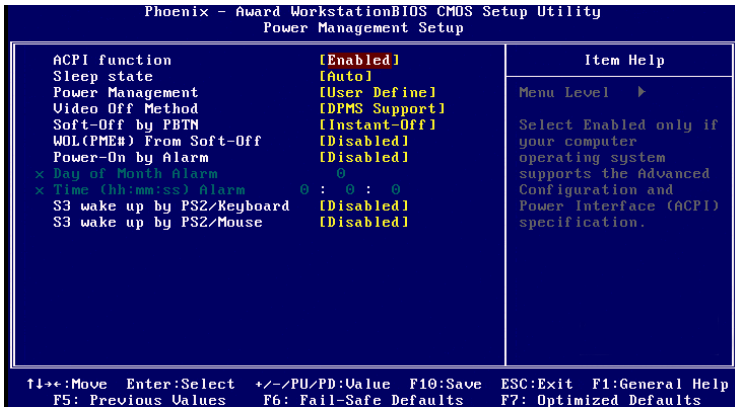 Phoenix - Award WorkstationBIOS CMOS Setup Utility
Power Management Setup
ACPI function [Enabled]
Sleep state [Auto]
Power Management [User Define]
Video Off Method [DPMS Support]
Soft-Off by PBTN [Instant-Off]
WOL(PME#) From Soft-Off [Disabled]
Power-On by Alarm [Disabled]
x Day of Month Alarm 0
x Time (hh:mm:ss) Alarm 0 : 0 : 0
S3 wake up by PS2/Keyboard [Disabled]
S3 wake up by PS2/Mouse [Disabled]
Item Help
Menu Level ▶
Select Enabled only if
your computer
operating system
supports the Advanced
Configuration and
Power Interface (ACPI)
specification.
↑↓→←:Move Enter:Select +/-/PU/PD:Value F10:Save ESC:Exit F1:General Help
F5: Previous Values F6: Fail-Safe Defaults F7: Optimized Defaults